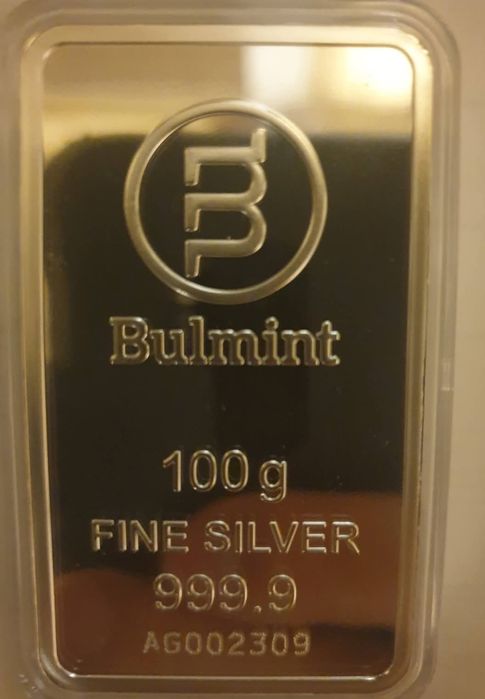 Bulmint
100 g
FINE SILVER
999.9
AG002309